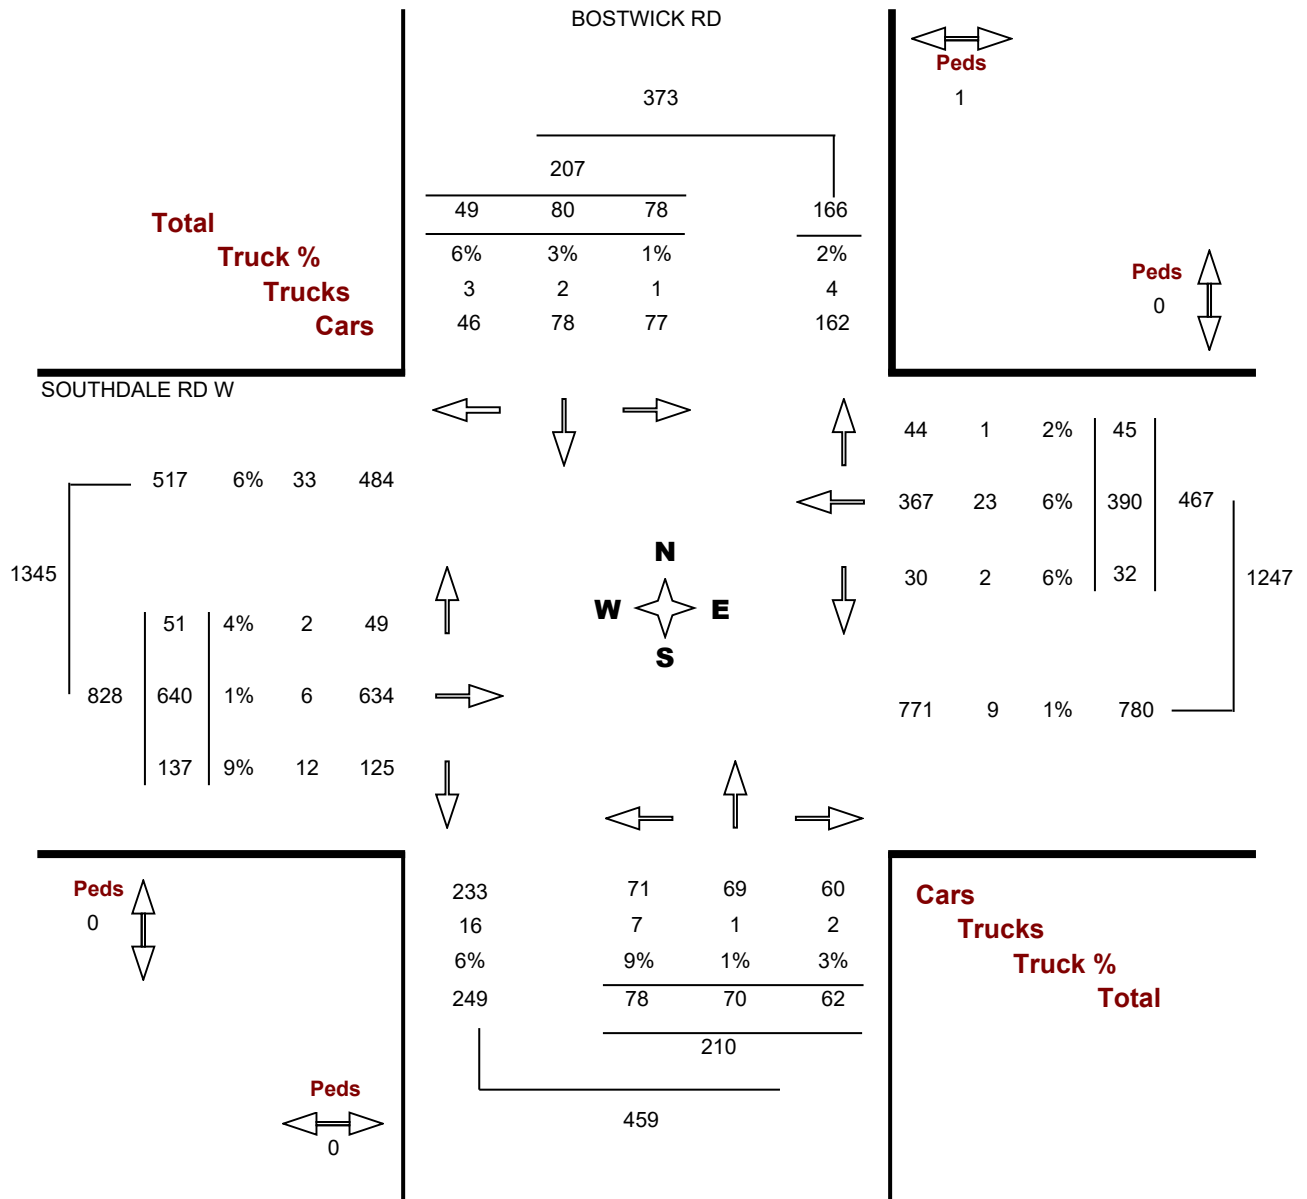 BOSTWICK RD
Peds
1
373
207
49 80 78 166
Total
6% 3% 1% 2%
Truck %
3 2 1 4
Trucks
46 78 77 162
Cars
Peds
0
SOUTHDALE RD W
44 1 2% 45
517 6% 33 484
367 23 6% 390 467
N
1345
30 2 6% 32
1247
W E
51 4% 2 49
S
828 640 1% 6 634
771 9 1% 780
137 9% 12 125
Peds
0
233 71 69 60
Cars
16 7 1 2
Trucks
6% 9% 1% 3%
Truck %
249 78 70 62
Total
210
Peds
0
459